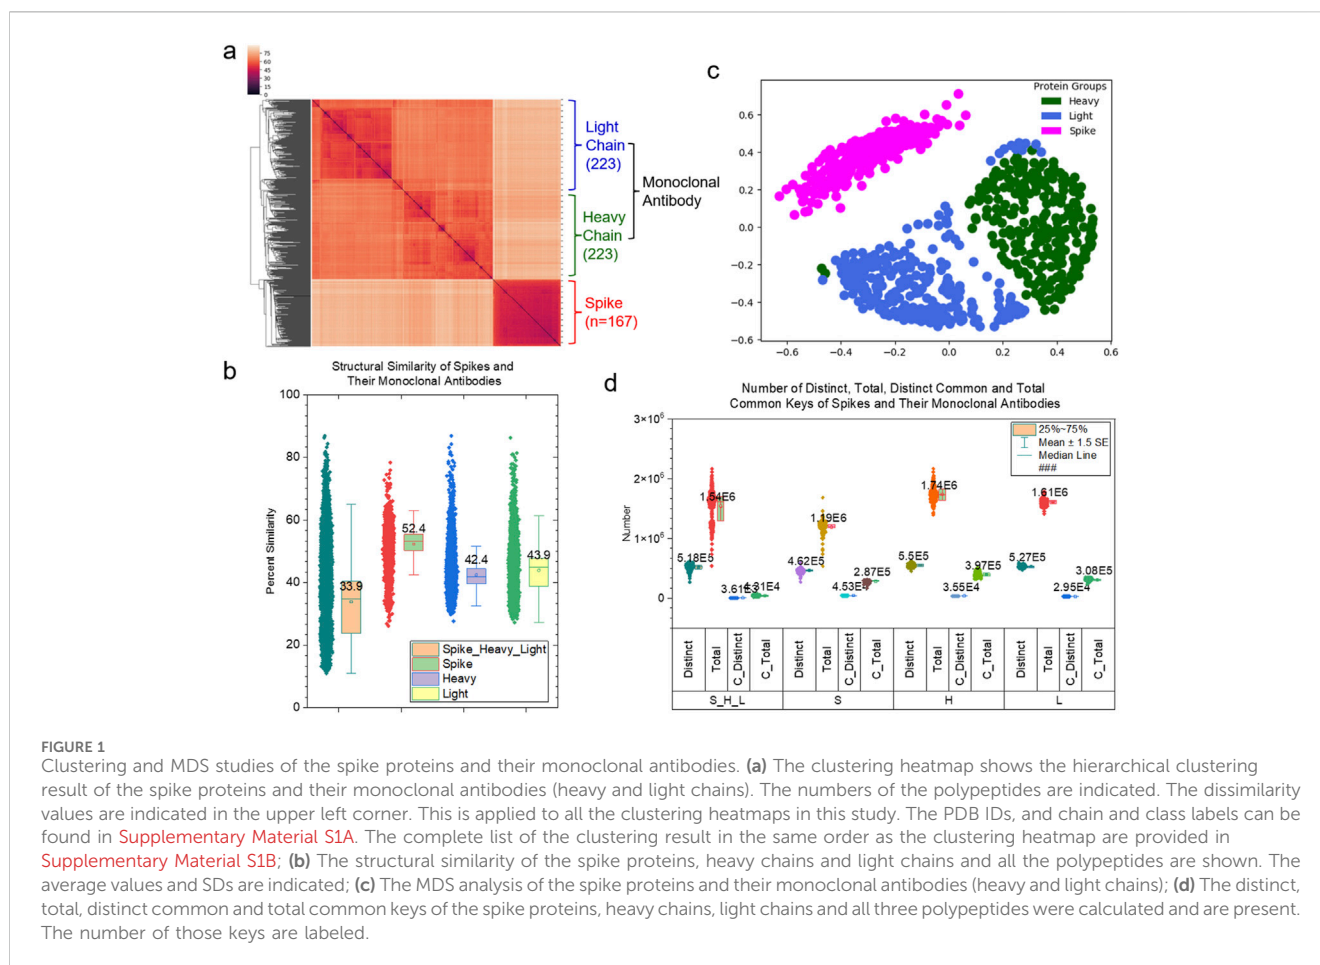 a
75
60
45
30
15
0
Light
Chain
(223)
Monoclonal
Antibody
Heavy
Chain
(223)
Spike
(n=167)
c
Protein Groups
Heavy
Light
Spike
0.6
0.4
0.2
0.0
−0.2
−0.4
−0.6
−0.6
−0.4
−0.2
0.0
0.2
0.4
0.6
b
Structural Similarity of Spikes and
Their Monoclonal Antibodies
Percent Similarity
100
80
60
40
20
0
33.9
52.4
42.4
43.9
Spike_Heavy_Light
Spike
Heavy
Light
d
Number of Distinct, Total, Distinct Common and Total
Common Keys of Spikes and Their Monoclonal Antibodies
Number
3×10⁶
2×10⁶
1×10⁶
0
25%~75%
Mean ± 1.5 SE
Median Line
###
5.18E5
1.54E6
3.61E3
4.31E4
4.62E5
1.19E6
4.53E4
2.87E5
5.5E5
1.74E6
3.55E4
3.97E5
5.27E5
1.61E6
2.95E4
3.08E5
Distinct
Total
C_Distinct
C_Total
Distinct
Total
C_Distinct
C_Total
Distinct
Total
C_Distinct
C_Total
Distinct
Total
C_Distinct
C_Total
S_H_L
S
H
L
FIGURE 1
Clustering and MDS studies of the spike proteins and their monoclonal antibodies. (a) The clustering heatmap shows the hierarchical clustering
result of the spike proteins and their monoclonal antibodies (heavy and light chains). The numbers of the polypeptides are indicated. The dissimilarity
values are indicated in the upper left corner. This is applied to all the clustering heatmaps in this study. The PDB IDs, and chain and class labels can be
found in Supplementary Material S1A. The complete list of the clustering result in the same order as the clustering heatmap are provided in
Supplementary Material S1B; (b) The structural similarity of the spike proteins, heavy chains and light chains and all the polypeptides are shown. The
average values and SDs are indicated; (c) The MDS analysis of the spike proteins and their monoclonal antibodies (heavy and light chains); (d) The distinct,
total, distinct common and total common keys of the spike proteins, heavy chains, light chains and all three polypeptides were calculated and are present.
The number of those keys are labeled.